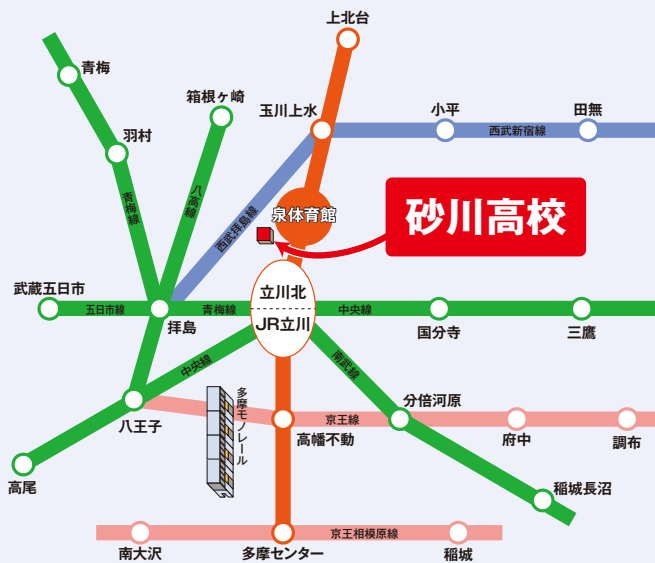 上北台
青梅
箱根ヶ崎
玉川上水
小平
田無
西武新宿線
羽村
青梅線
八高線
西武拝島線
泉体育館
砂川高校
武蔵五日市
五日市線
拝島
青梅線
立川北
JR立川
中央線
国分寺
三鷹
中央線
南武線
八王子
多摩モノレール
高幡不動
京王線
分倍河原
府中
調布
高尾
稲城長沼
南大沢
多摩センター
京王相模原線
稲城